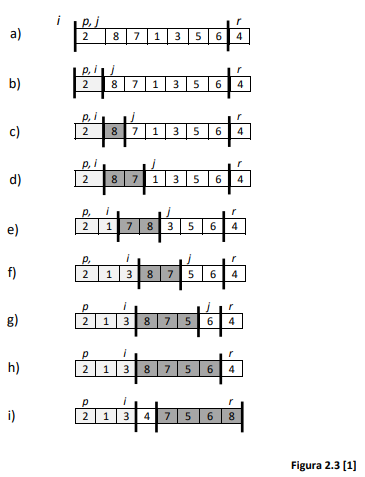 i p, j r
a) 2 8 7 1 3 5 6 4
p, i j r
b) 2 8 7 1 3 5 6 4
p, i j r
c) 2 8 7 1 3 5 6 4
p, i j r
d) 2 8 7 1 3 5 6 4
p, i j r
e) 2 1 7 8 3 5 6 4
p, i j r
f) 2 1 3 8 7 5 6 4
p i j r
g) 2 1 3 8 7 5 6 4
p i r
h) 2 1 3 8 7 5 6 4
p i r
i) 2 1 3 4 7 5 6 8
Figura 2.3 [1]